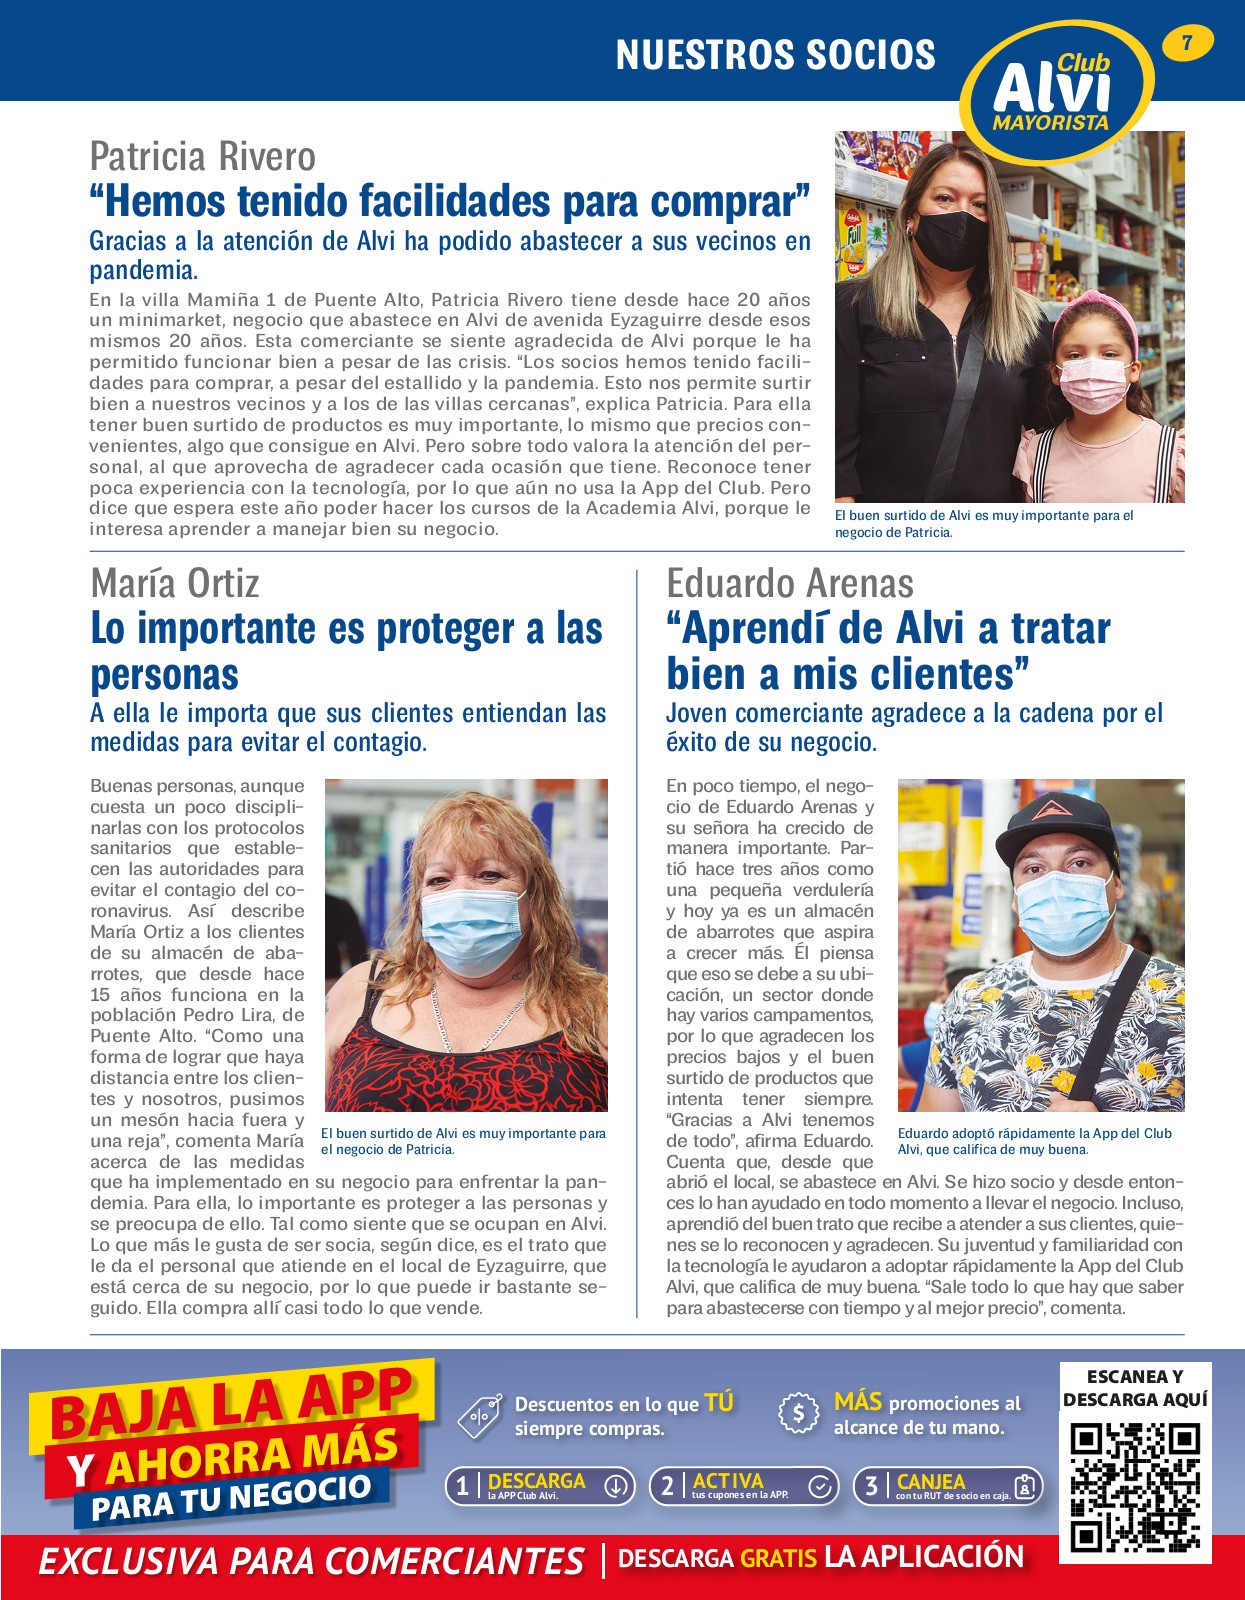 NUESTROS SOCIOS
Club
Alvi
MAYORISTA
7
Patricia Rivero
“Hemos tenido facilidades para comprar”
Gracias a la atención de Alvi ha podido abastecer a sus vecinos en
pandemia.
En la villa Mamiña 1 de Puente Alto, Patricia Rivero tiene desde hace 20 años
un minimarket, negocio que abastece en Alvi de avenida Eyzaguirre desde esos
mismos 20 años. Esta comerciante se siente agradecida de Alvi porque le ha
permitido funcionar bien a pesar de las crisis. “Los socios hemos tenido facili-
dades para comprar, a pesar del estallido y la pandemia. Esto nos permite surtir
bien a nuestros vecinos y a los de las villas cercanas”, explica Patricia. Para ella
tener buen surtido de productos es muy importante, lo mismo que precios con-
venientes, algo que consigue en Alvi. Pero sobre todo valora la atención del per-
sonal, al que aprovecha de agradecer cada ocasión que tiene. Reconoce tener
poca experiencia con la tecnología, por lo que aún no usa la App del Club. Pero
dice que espera este año poder hacer los cursos de la Academia Alvi, porque le
interesa aprender a manejar bien su negocio.
El buen surtido de Alvi es muy importante para el
negocio de Patricia.
María Ortiz
Lo importante es proteger a las
personas
A ella le importa que sus clientes entiendan las
medidas para evitar el contagio.
Buenas personas, aunque
cuesta un poco discipli-
narlas con los protocolos
sanitarios que estable-
cen las autoridades para
evitar el contagio del co-
ronavirus. Así describe
María Ortiz a los clientes
de su almacén de aba-
rrotes, que desde hace
15 años funciona en la
población Pedro Lira, de
Puente Alto. “Como una
forma de lograr que haya
distancia entre los clien-
tes y nosotros, pusimos
un mesón hacia fuera y
una reja”, comenta María
acerca de las medidas
que ha implementado en su negocio para enfrentar la pan-
demia. Para ella, lo importante es proteger a las personas y
se preocupa de ello. Tal como siente que se ocupan en Alvi.
Lo que más le gusta de ser socia, según dice, es el trato que
le da el personal que atiende en el local de Eyzaguirre, que
está cerca de su negocio, por lo que puede ir bastante se-
guido. Ella compra allí casi todo lo que vende.
El buen surtido de Alvi es muy importante para
el negocio de Patricia.
Eduardo Arenas
“Aprendí de Alvi a tratar
bien a mis clientes”
Joven comerciante agradece a la cadena por el
éxito de su negocio.
En poco tiempo, el nego-
cio de Eduardo Arenas y
su señora ha crecido de
manera importante. Par-
tió hace tres años como
una pequeña verdulería
y hoy ya es un almacén
de abarrotes que aspira
a crecer más. Él piensa
que eso se debe a su ubi-
cación, un sector donde
hay varios campamentos,
por lo que agradecen los
precios bajos y el buen
surtido de productos que
intenta tener siempre.
“Gracias a Alvi tenemos
de todo”, afirma Eduardo.
Cuenta que, desde que
abrió el local, se abastece en Alvi. Se hizo socio y desde enton-
ces lo han ayudado en todo momento a llevar el negocio. Incluso,
aprendió del buen trato que recibe a atender a sus clientes, quie-
nes se lo reconocen y agradecen. Su juventud y familiaridad con
la tecnología le ayudaron a adoptar rápidamente la App del Club
Alvi, que califica de muy buena. “Sale todo lo que hay que saber
para abastecerse con tiempo y al mejor precio”, comenta.
Eduardo adoptó rápidamente la App del Club
Alvi, que califica de muy buena.
BAJA LA APP
Y AHORRA MÁS
PARA TU NEGOCIO
Descuentos en lo que TÚ
siempre compras.
MÁS promociones al
alcance de tu mano.
1 DESCARGA
la APP Club Alvi.
2 ACTIVA
tus cupones en la APP.
3 CANJEA
con tu RUT de socio en caja.
ESCANEA Y
DESCARGA AQUÍ
EXCLUSIVA PARA COMERCIANTES | DESCARGA GRATIS LA APLICACIÓN